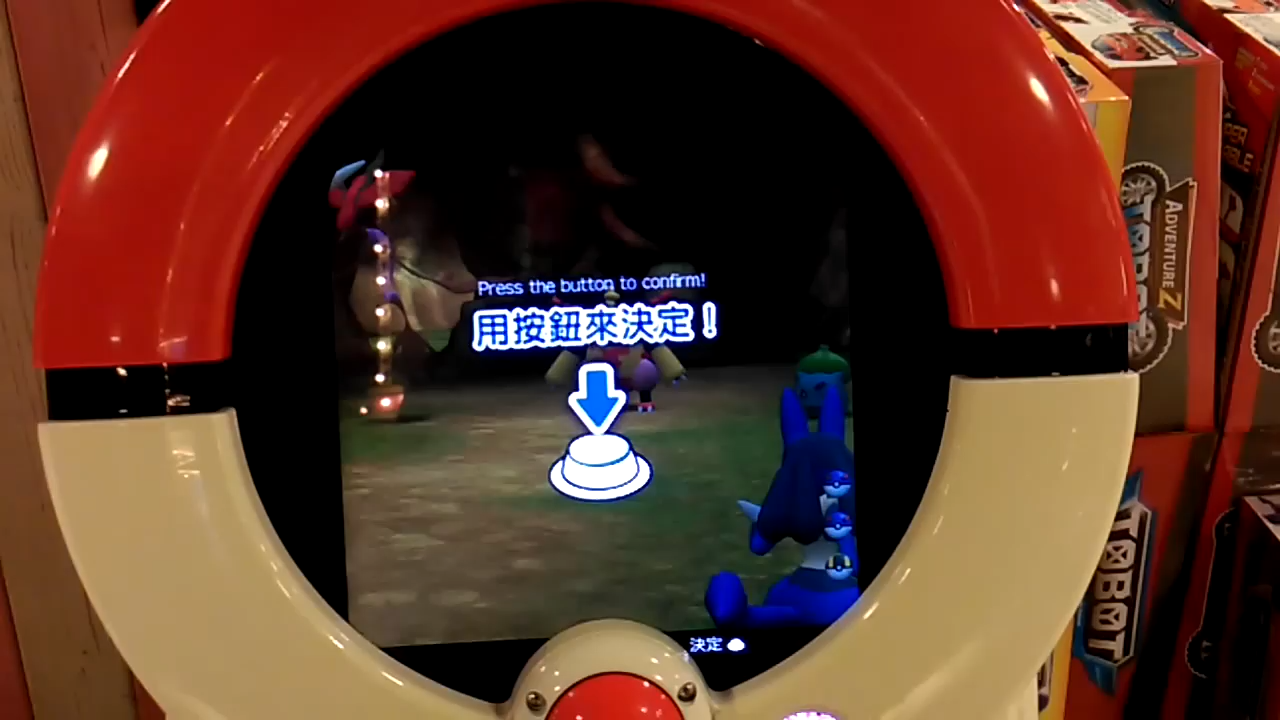 Press the button to confirm!
用按鈕來決定！
決定
ADVENTURE Z
TOBOT
TOBOT